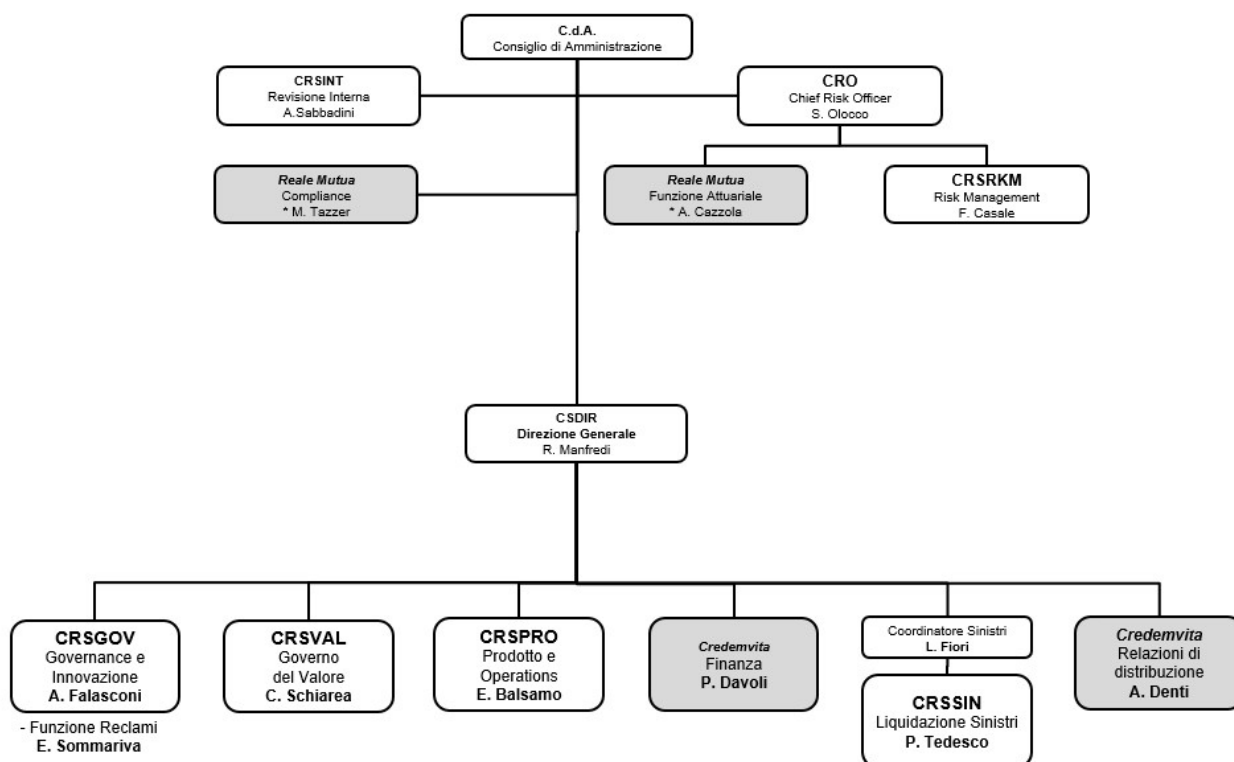 C.d.A.
Consiglio di Amministrazione
CRSINT
Revisione Interna
A.Sabbadini
CRO
Chief Risk Officer
S. Olocco
Reale Mutua
Compliance
* M. Tazzer
Reale Mutua
Funzione Attuariale
* A. Cazzola
CRSRKM
Risk Management
F. Casale
CSDIR
Direzione Generale
R. Manfredi
CRSGOV
Governance e
Innovazione
A. Falasconi
- Funzione Reclami
E. Sommariva
CRSVAL
Governo
del Valore
C. Schiarea
CRSPRO
Prodotto e
Operations
E. Balsamo
Credemvita
Finanza
P. Davoli
Coordinatore Sinistri
L. Fiori
CRSSIN
Liquidazione Sinistri
P. Tedesco
Credemvita
Relazioni di
distribuzione
A. Denti